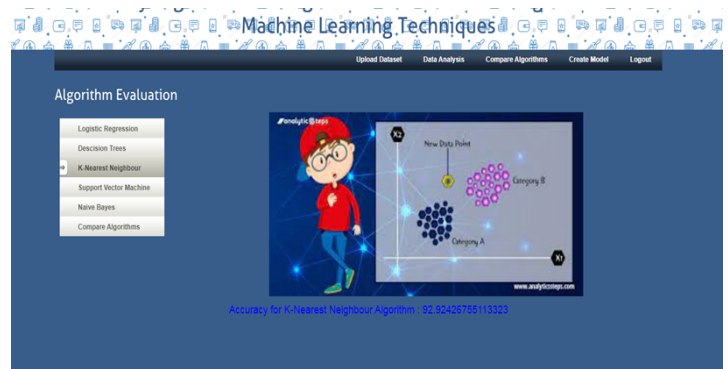 Machine Learning Techniques
Upload Dataset Data Analysis Compare Algorithms Create Model Logout
Algorithm Evaluation
Logistic Regression
Descision Trees
K-Nearest Neighbour
Support Vector Machine
Naive Bayes
Compare Algorithms
analyticsteps
X2
New Data Point
Category B
Category A
X1
www.analyticssteps.com
Accuracy for K-Nearest Neighbour Algorithm : 92.92426755113323